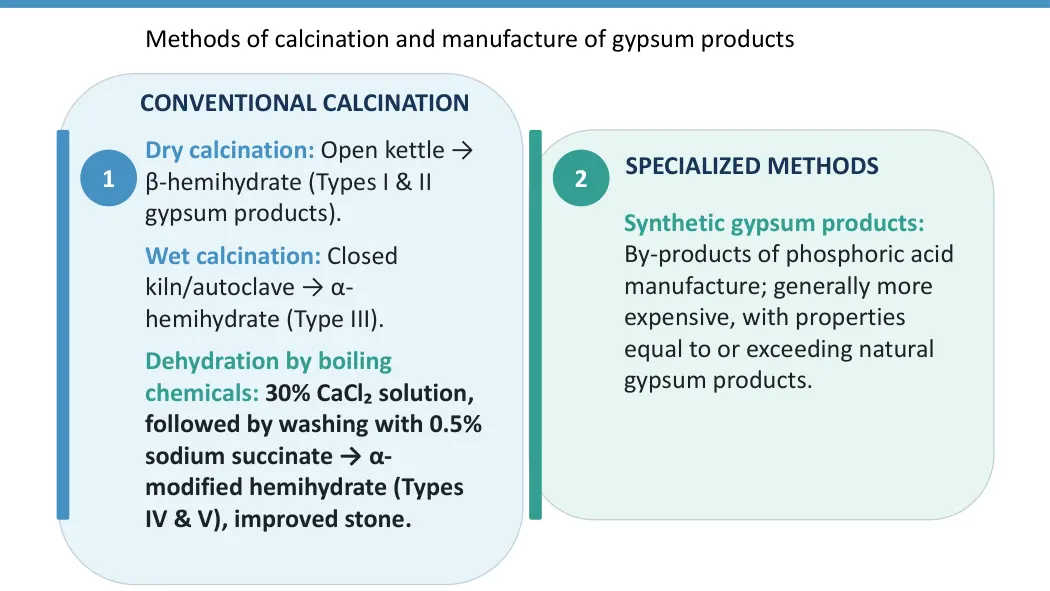 Methods of calcination and manufacture of gypsum products
CONVENTIONAL CALCINATION
1
Dry calcination: Open kettle →
β-hemihydrate (Types I & II
gypsum products).
Wet calcination: Closed
kiln/autoclave → α-
hemihydrate (Type III).
Dehydration by boiling
chemicals: 30% CaCl₂ solution,
followed by washing with 0.5%
sodium succinate → α-
modified hemihydrate (Types
IV & V), improved stone.
2
SPECIALIZED METHODS
Synthetic gypsum products:
By-products of phosphoric acid
manufacture; generally more
expensive, with properties
equal to or exceeding natural
gypsum products.